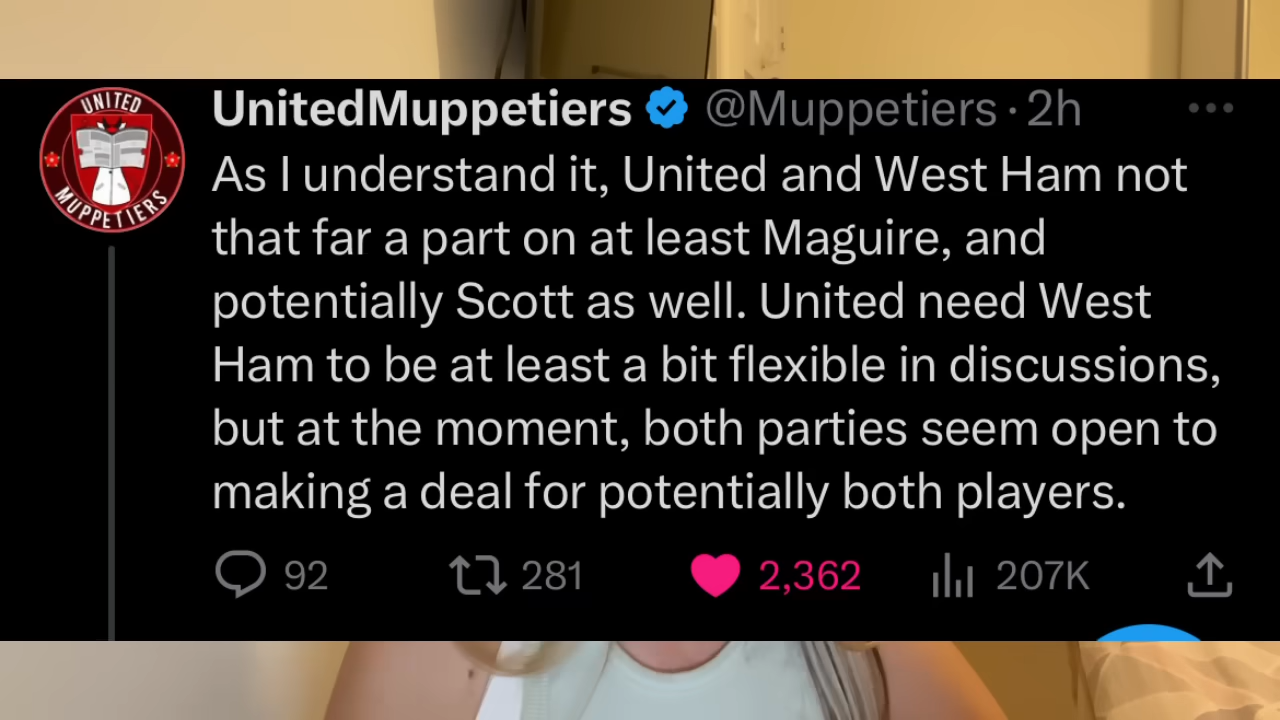 UNITED
MUPPETIERS
UnitedMuppetiers @Muppetiers · 2h
As I understand it, United and West Ham not
that far a part on at least Maguire, and
potentially Scott as well. United need West
Ham to be at least a bit flexible in discussions,
but at the moment, both parties seem open to
making a deal for potentially both players.
92 281 2,362 207K